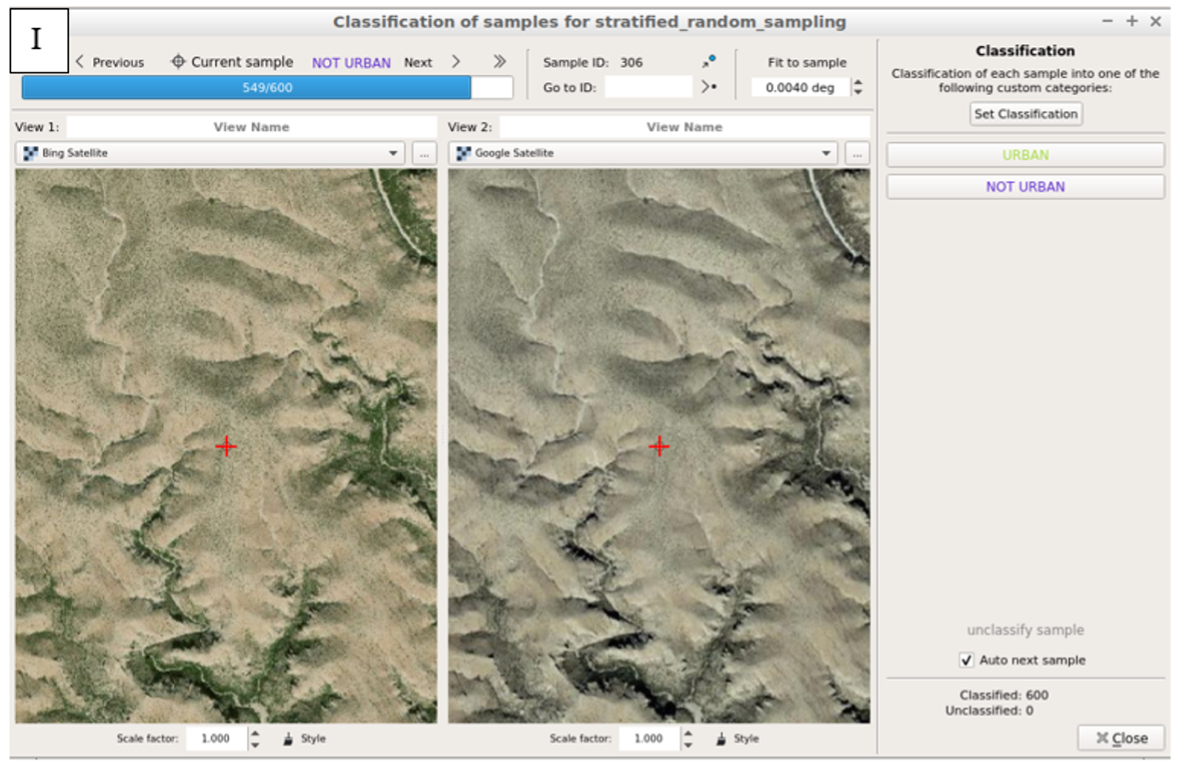 I
Classification of samples for stratified_random_sampling
Previous Current sample NOT URBAN Next
Sample ID: 306
Fit to sample
549/600
Go to ID:
0.0040 deg
View 1: View Name
View 2: View Name
Bing Satellite
...
Google Satellite
...
Classification
Classification of each sample into one of the
following custom categories:
Set Classification
URBAN
NOT URBAN
unclassify sample
Auto next sample
Classified: 600
Unclassified: 0
Scale factor: 1.000 Style
Scale factor: 1.000 Style
Close